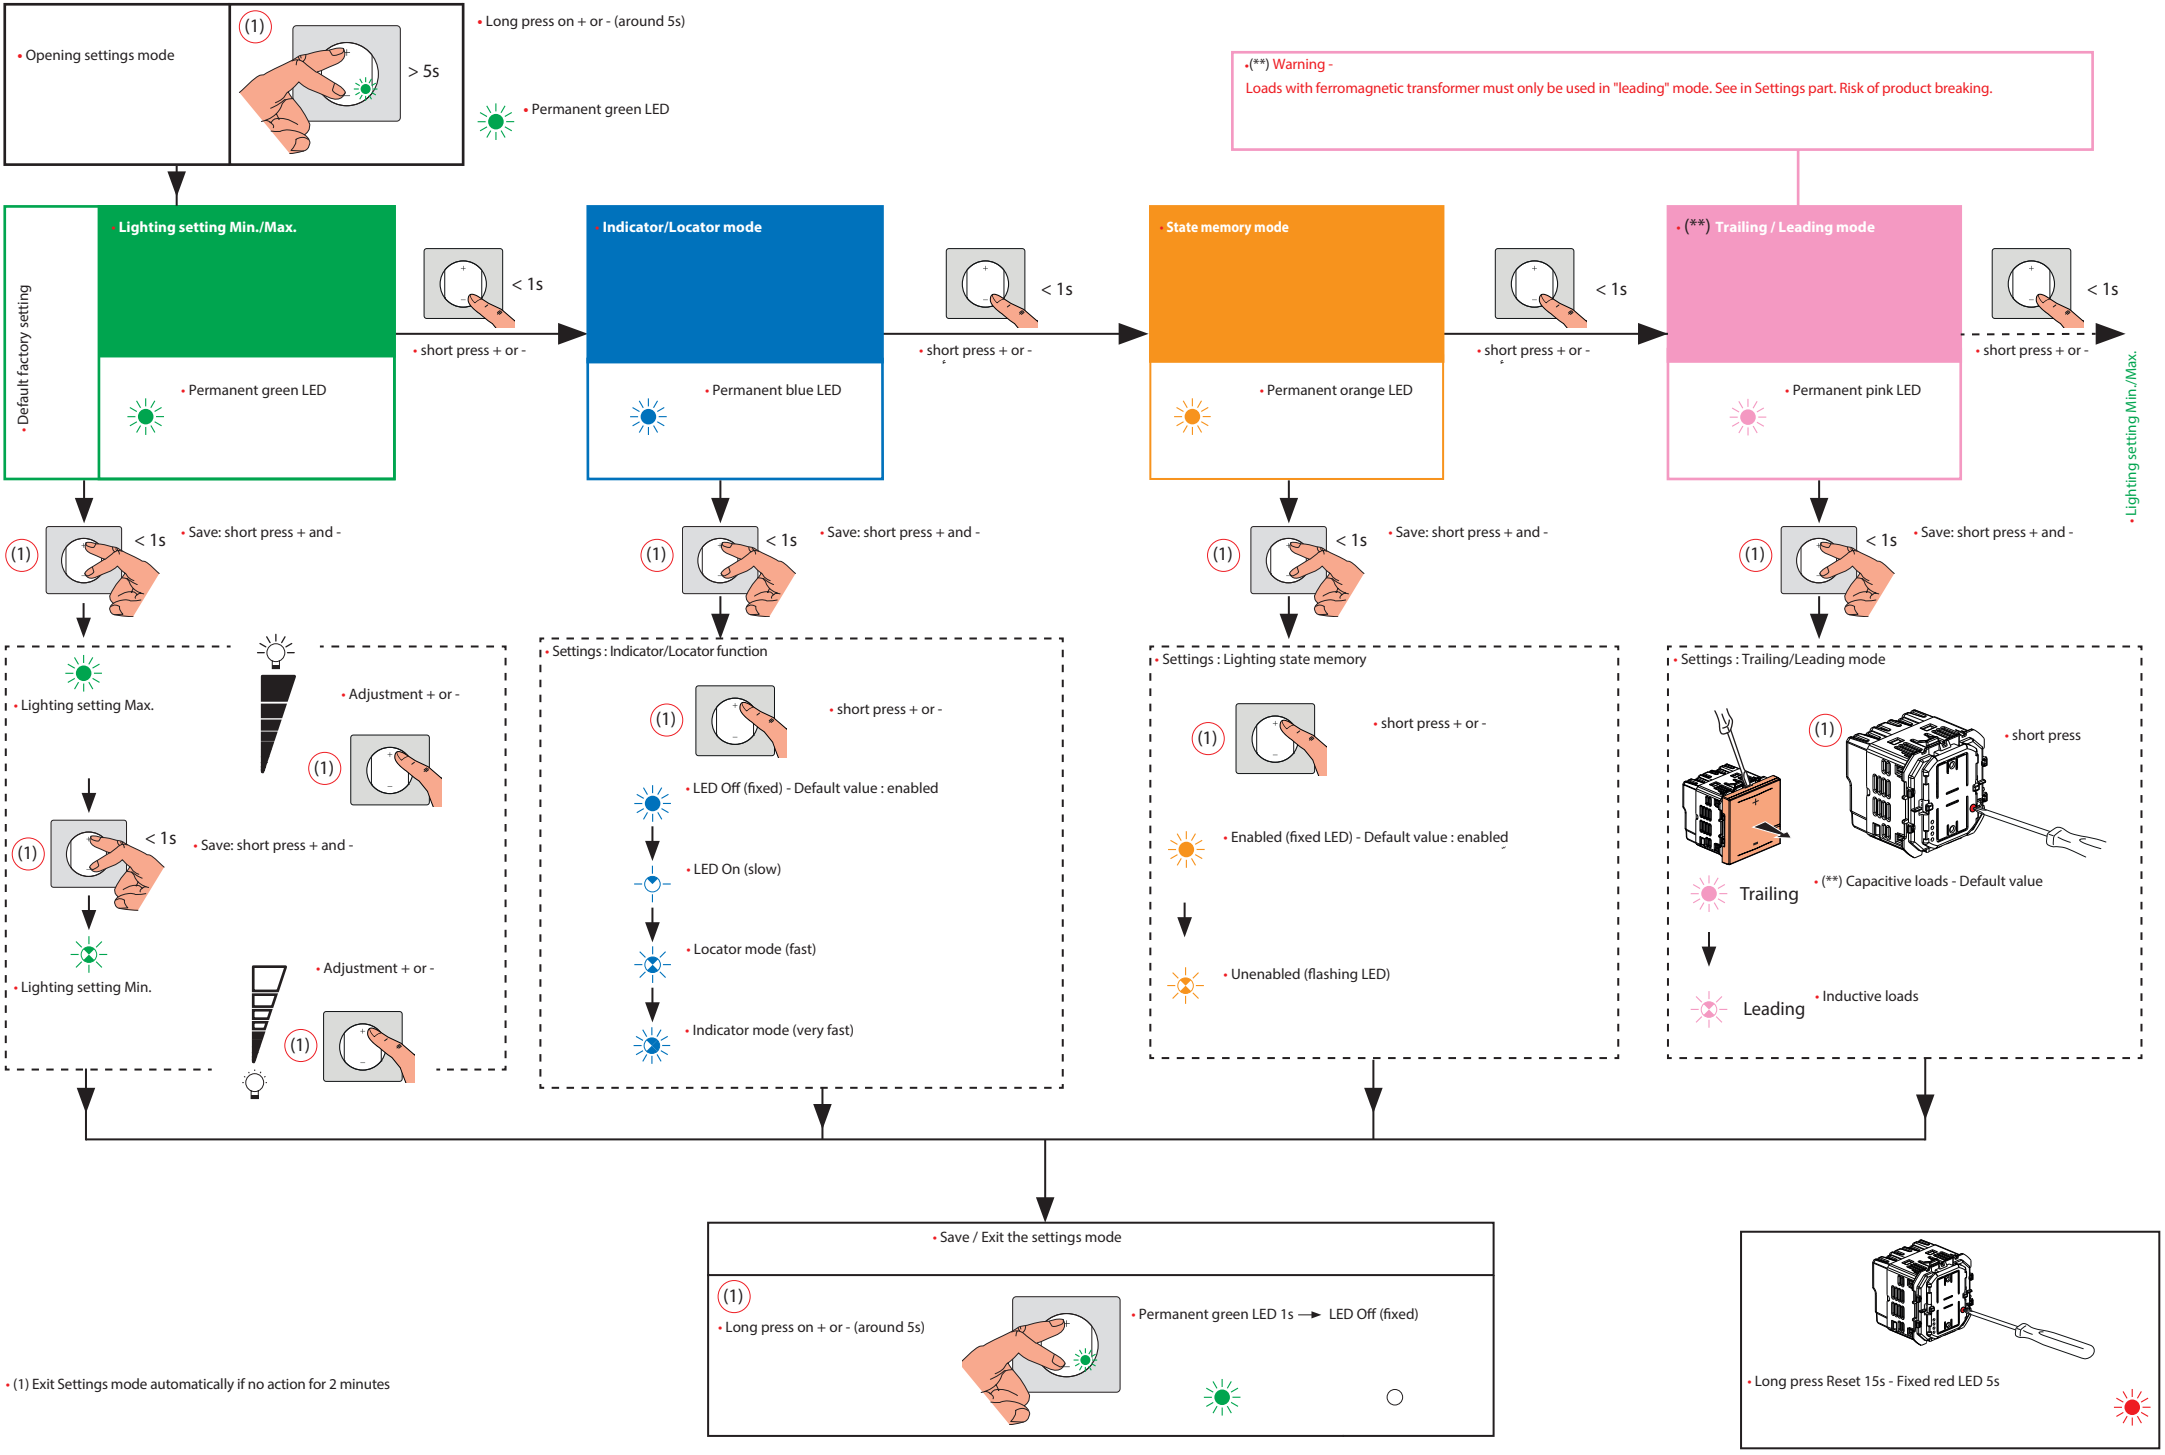 • Opening settings mode
(1)
> 5s
• Long press on + or - (around 5s)
• Permanent green LED
•(**) Warning -
Loads with ferromagnetic transformer must only be used in "leading" mode. See in Settings part. Risk of product breaking.
• Default factory setting
• Lighting setting Min./Max.
• Permanent green LED
< 1s
• short press + or -
• Indicator/Locator mode
• Permanent blue LED
< 1s
• short press + or -
• State memory mode
• Permanent orange LED
< 1s
• short press + or -
• (**) Trailing / Leading mode
• Permanent pink LED
< 1s
• short press + or -
• Lighting setting Min./Max.
(1)
< 1s
• Save: short press + and -
(1)
< 1s
• Save: short press + and -
(1)
< 1s
• Save: short press + and -
(1)
< 1s
• Save: short press + and -
• Lighting setting Max.
• Adjustment + or -
(1)
(1)
< 1s
• Save: short press + and -
• Lighting setting Min.
• Adjustment + or -
(1)
• Settings : Indicator/Locator function
(1)
• short press + or -
• LED Off (fixed) - Default value : enabled
• LED On (slow)
• Locator mode (fast)
• Indicator mode (very fast)
• Settings : Lighting state memory
(1)
• short press + or -
• Enabled (fixed LED) - Default value : enabled
• Unenabled (flashing LED)
• Settings : Trailing/Leading mode
(1)
• short press
Trailing
• (**) Capacitive loads - Default value
Leading
• Inductive loads
• Save / Exit the settings mode
(1)
• Long press on + or - (around 5s)
• Permanent green LED 1s → LED Off (fixed)
• Long press Reset 15s - Fixed red LED 5s
• (1) Exit Settings mode automatically if no action for 2 minutes